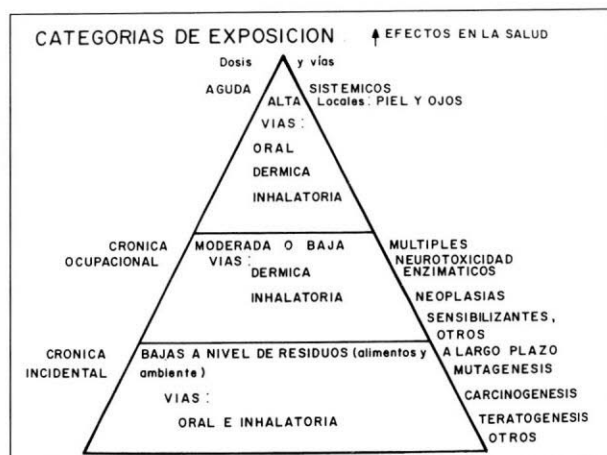 CATEGORIAS DE EXPOSICION
EFECTOS EN LA SALUD
Dosis y vías
AGUDA
SISTEMICOS
ALTA
Locales: PIEL Y OJOS
VIAS:
ORAL
DERMICA
INHALATORIA
CRONICA
OCUPACIONAL
MODERADA O BAJA
VIAS:
DERMICA
INHALATORIA
MULTIPLES
NEUROTOXICIDAD
ENZIMATICOS
NEOPLASIAS
SENSIBILIZANTES,
OTROS
CRONICA
INCIDENTAL
BAJAS A NIVEL DE RESIDUOS (alimentos y
ambiente)
VIAS:
ORAL E INHALATORIA
A LARGO PLAZO
MUTAGENESIS
CARCINOGENESIS
TERATOGENESIS
OTROS